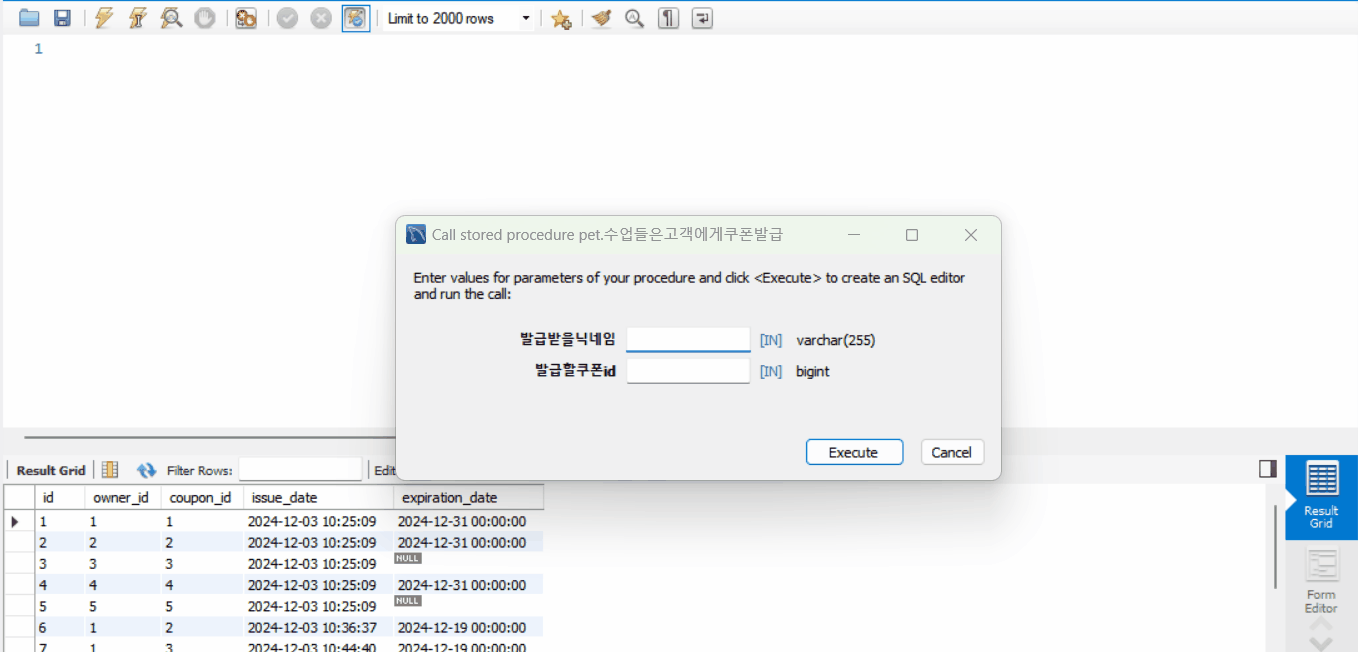 Limit to 2000 rows
1
Call stored procedure pet.수업들은고객에게쿠폰발급
Enter values for parameters of your procedure and click <Execute> to create an SQL editor
and run the call:
발급받을닉네임 [IN] varchar(255)
발급할쿠폰id [IN] bigint
Execute Cancel
Result Grid Filter Rows: Edit
id owner_id coupon_id issue_date expiration_date
1 1 1 2024-12-03 10:25:09 2024-12-31 00:00:00
2 2 2 2024-12-03 10:25:09 2024-12-31 00:00:00
3 3 3 2024-12-03 10:25:09 NULL
4 4 4 2024-12-03 10:25:09 2024-12-31 00:00:00
5 5 5 2024-12-03 10:25:09 NULL
6 1 2 2024-12-03 10:36:37 2024-12-19 00:00:00
7 1 3 2024-12-03 10:44:40 2024-12-19 00:00:00
Result
Grid
Form
Editor